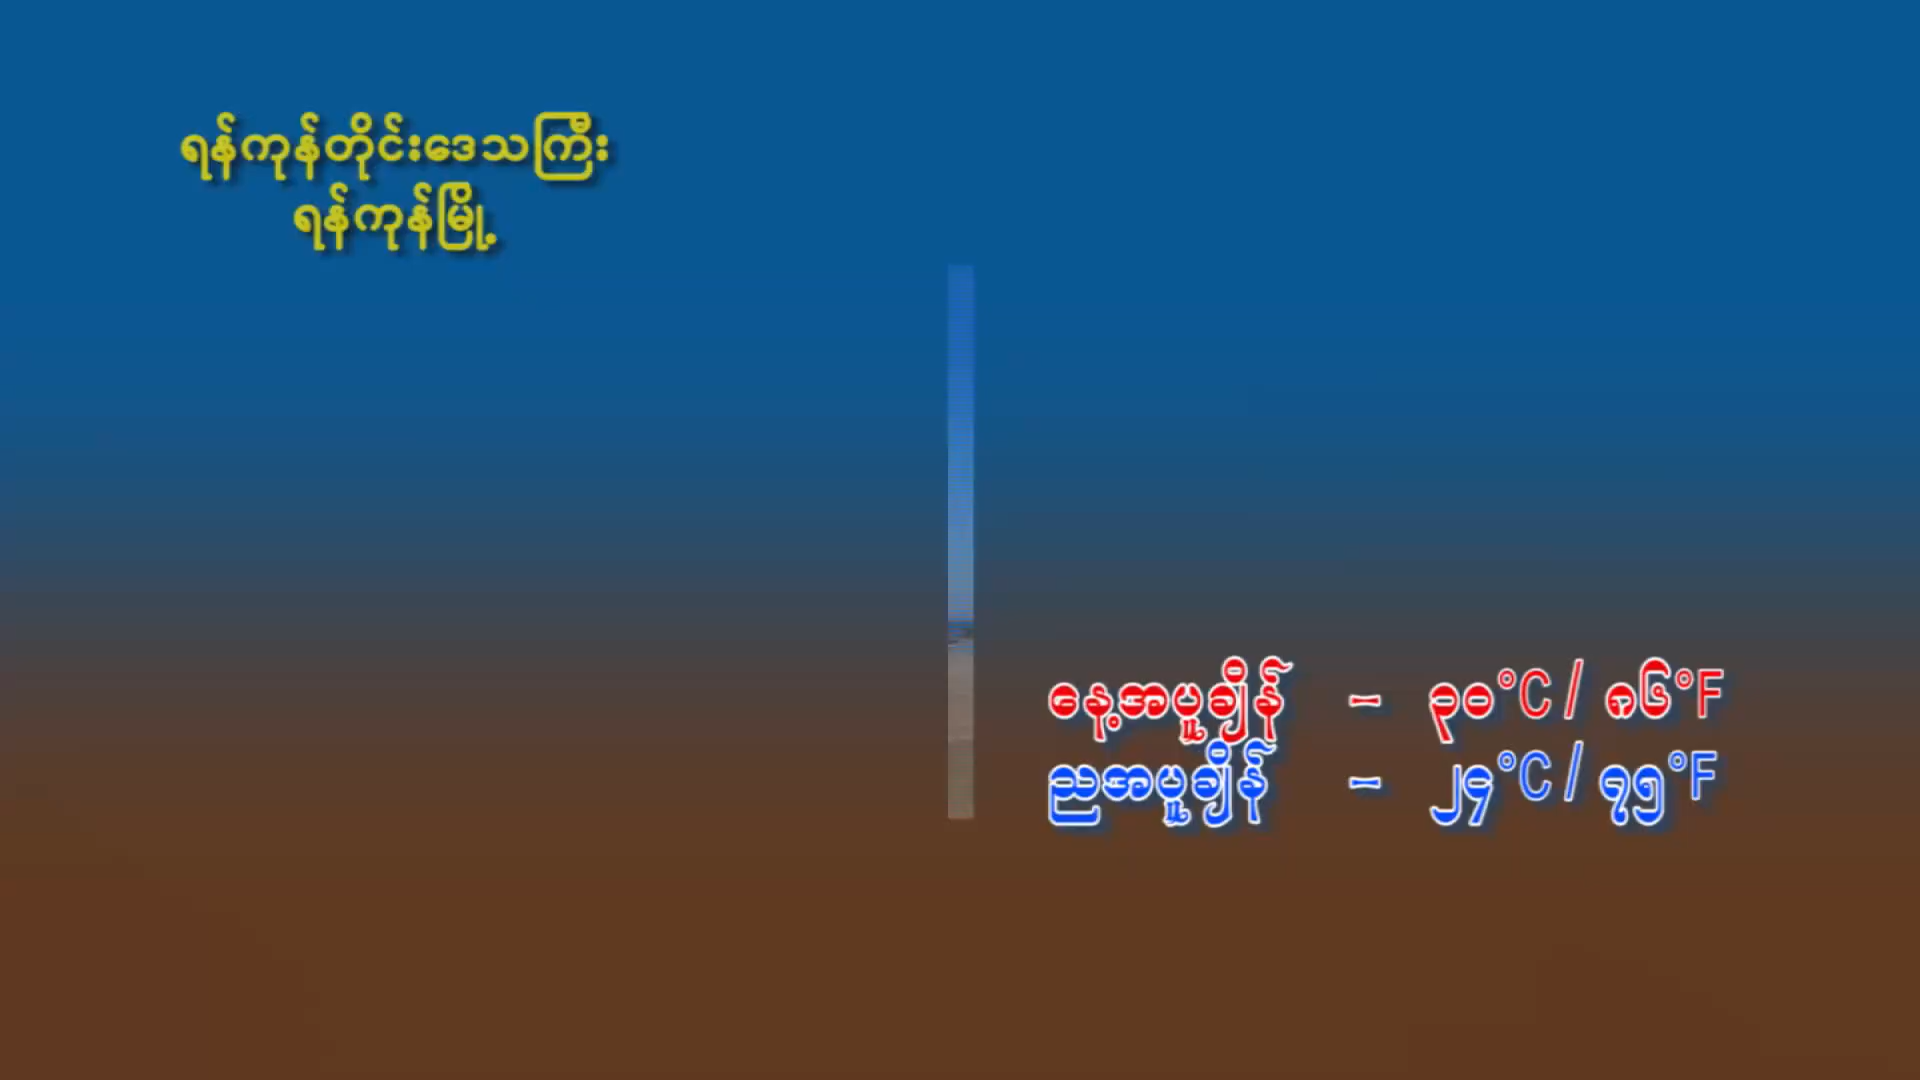 ရန်ကုန်တိုင်းဒေသကြီး
ရန်ကုန်မြို့
နေ့အပူချိန် - ၃၀°C / ၈၆°F
ညအပူချိန် - ၂၄°C / ၇၅°F